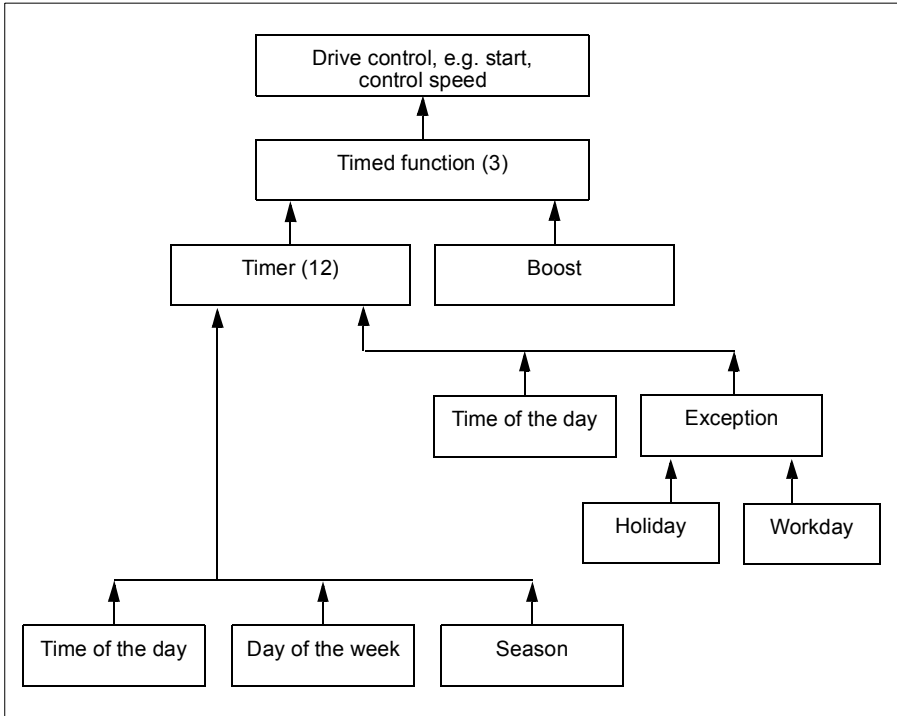 Drive control, e.g. start,
control speed
Timed function (3)
Timer (12)
Boost
Time of the day
Exception
Holiday
Workday
Time of the day
Day of the week
Season